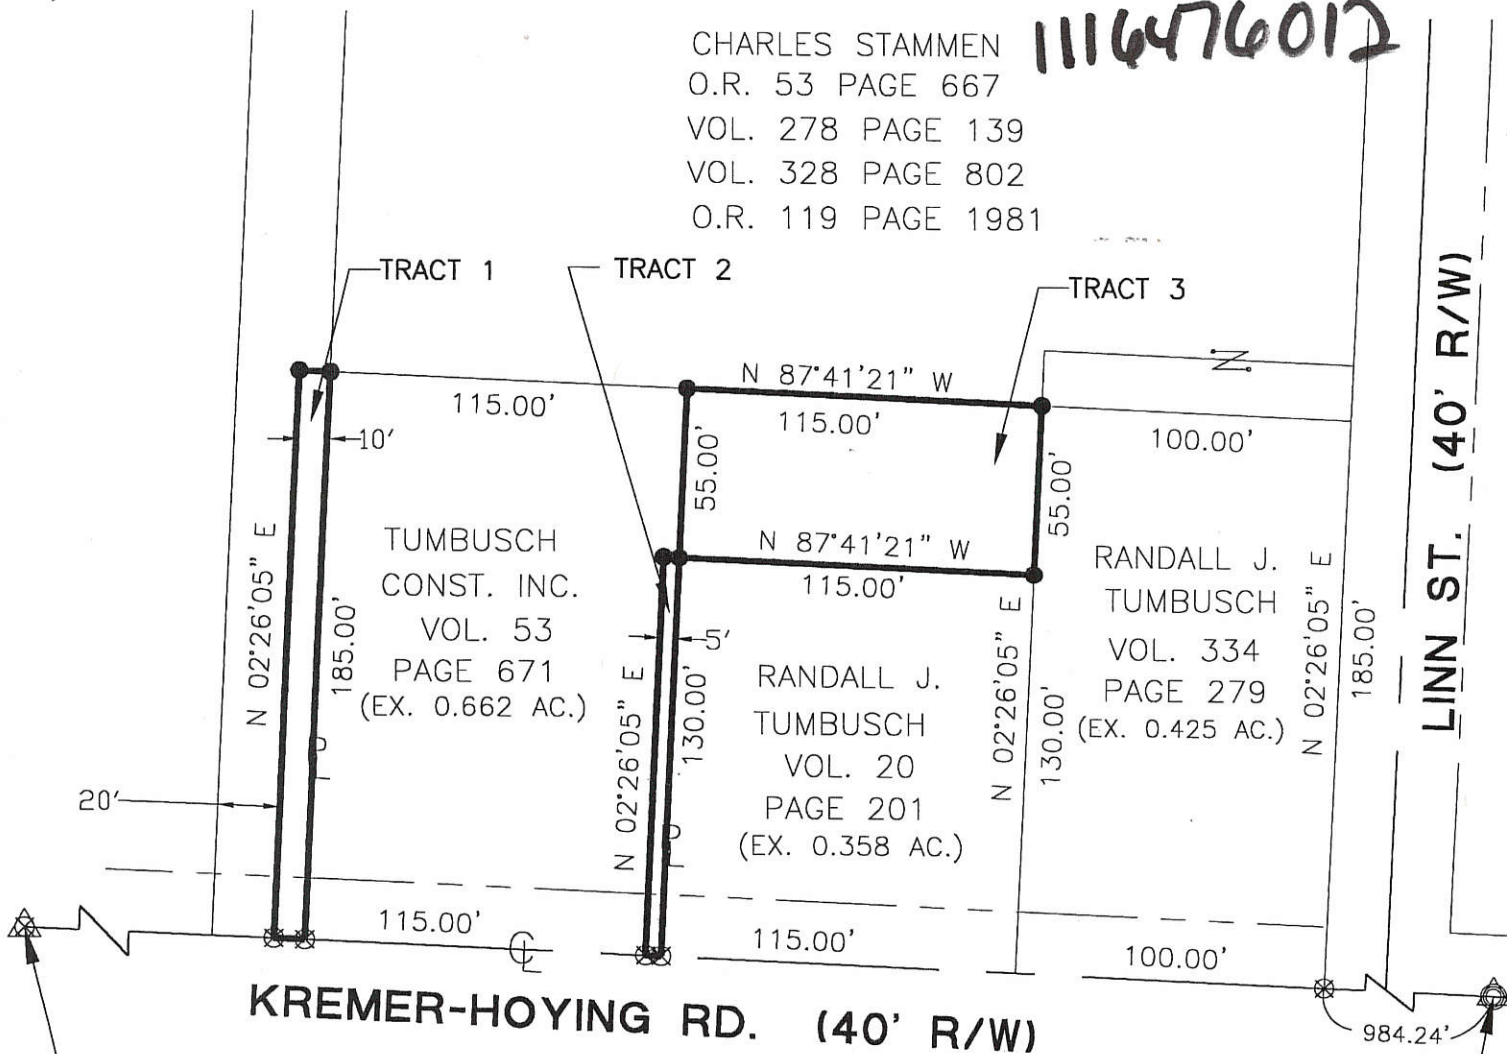 1116476012
CHARLES STAMMEN
O.R. 53 PAGE 667
VOL. 278 PAGE 139
VOL. 328 PAGE 802
O.R. 119 PAGE 1981
TRACT 1
TRACT 2
TRACT 3
N 87°41'21" W
115.00'
115.00'
100.00'
10'
55.00'
55.00'
N 87°41'21" W
115.00'
N 02°26'05" E
185.00'
TUMBUSCH
CONST. INC.
VOL. 53
PAGE 671
(EX. 0.662 AC.)
5'
N 02°26'05" E
130.00'
RANDALL J.
TUMBUSCH
VOL. 20
PAGE 201
(EX. 0.358 AC.)
N 02°26'05" E
130.00'
RANDALL J.
TUMBUSCH
VOL. 334
PAGE 279
(EX. 0.425 AC.)
N 02°26'05" E
185.00'
LINN ST. (40' R/W)
20'
PL
PL
115.00'
CL
115.00'
100.00'
KREMER-HOYING RD. (40' R/W)
984.24'